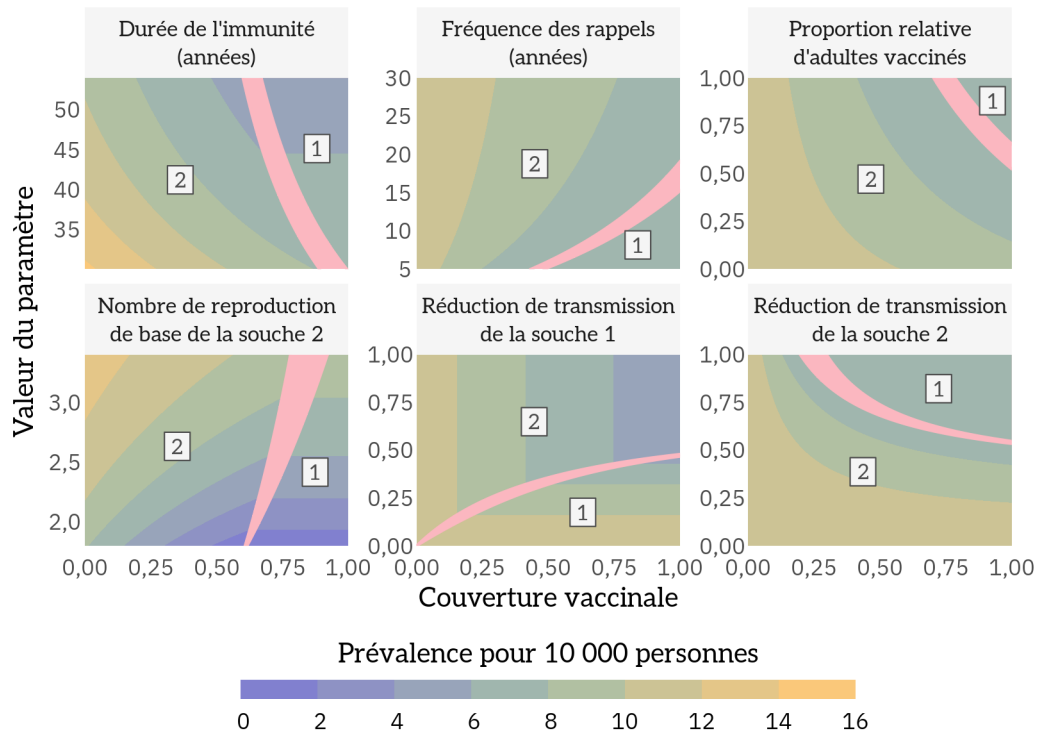 Durée de l'immunité
(années)
Fréquence des rappels
(années)
Proportion relative
d'adultes vaccinés
50
45
40
35
2
1
30
25
20
15
10
5
2
1
1,00
0,75
0,50
0,25
0,00
2
1
Valeur du paramètre
Nombre de reproduction
de base de la souche 2
Réduction de transmission
de la souche 1
Réduction de transmission
de la souche 2
3,0
2,5
2,0
2
1
1,00
0,75
0,50
0,25
0,00
2
1
1,00
0,75
0,50
0,25
0,00
1
2
0,00 0,25 0,50 0,75 1,00
0,00 0,25 0,50 0,75 1,00
0,00 0,25 0,50 0,75 1,00
Couverture vaccinale
Prévalence pour 10 000 personnes
0 2 4 6 8 10 12 14 16